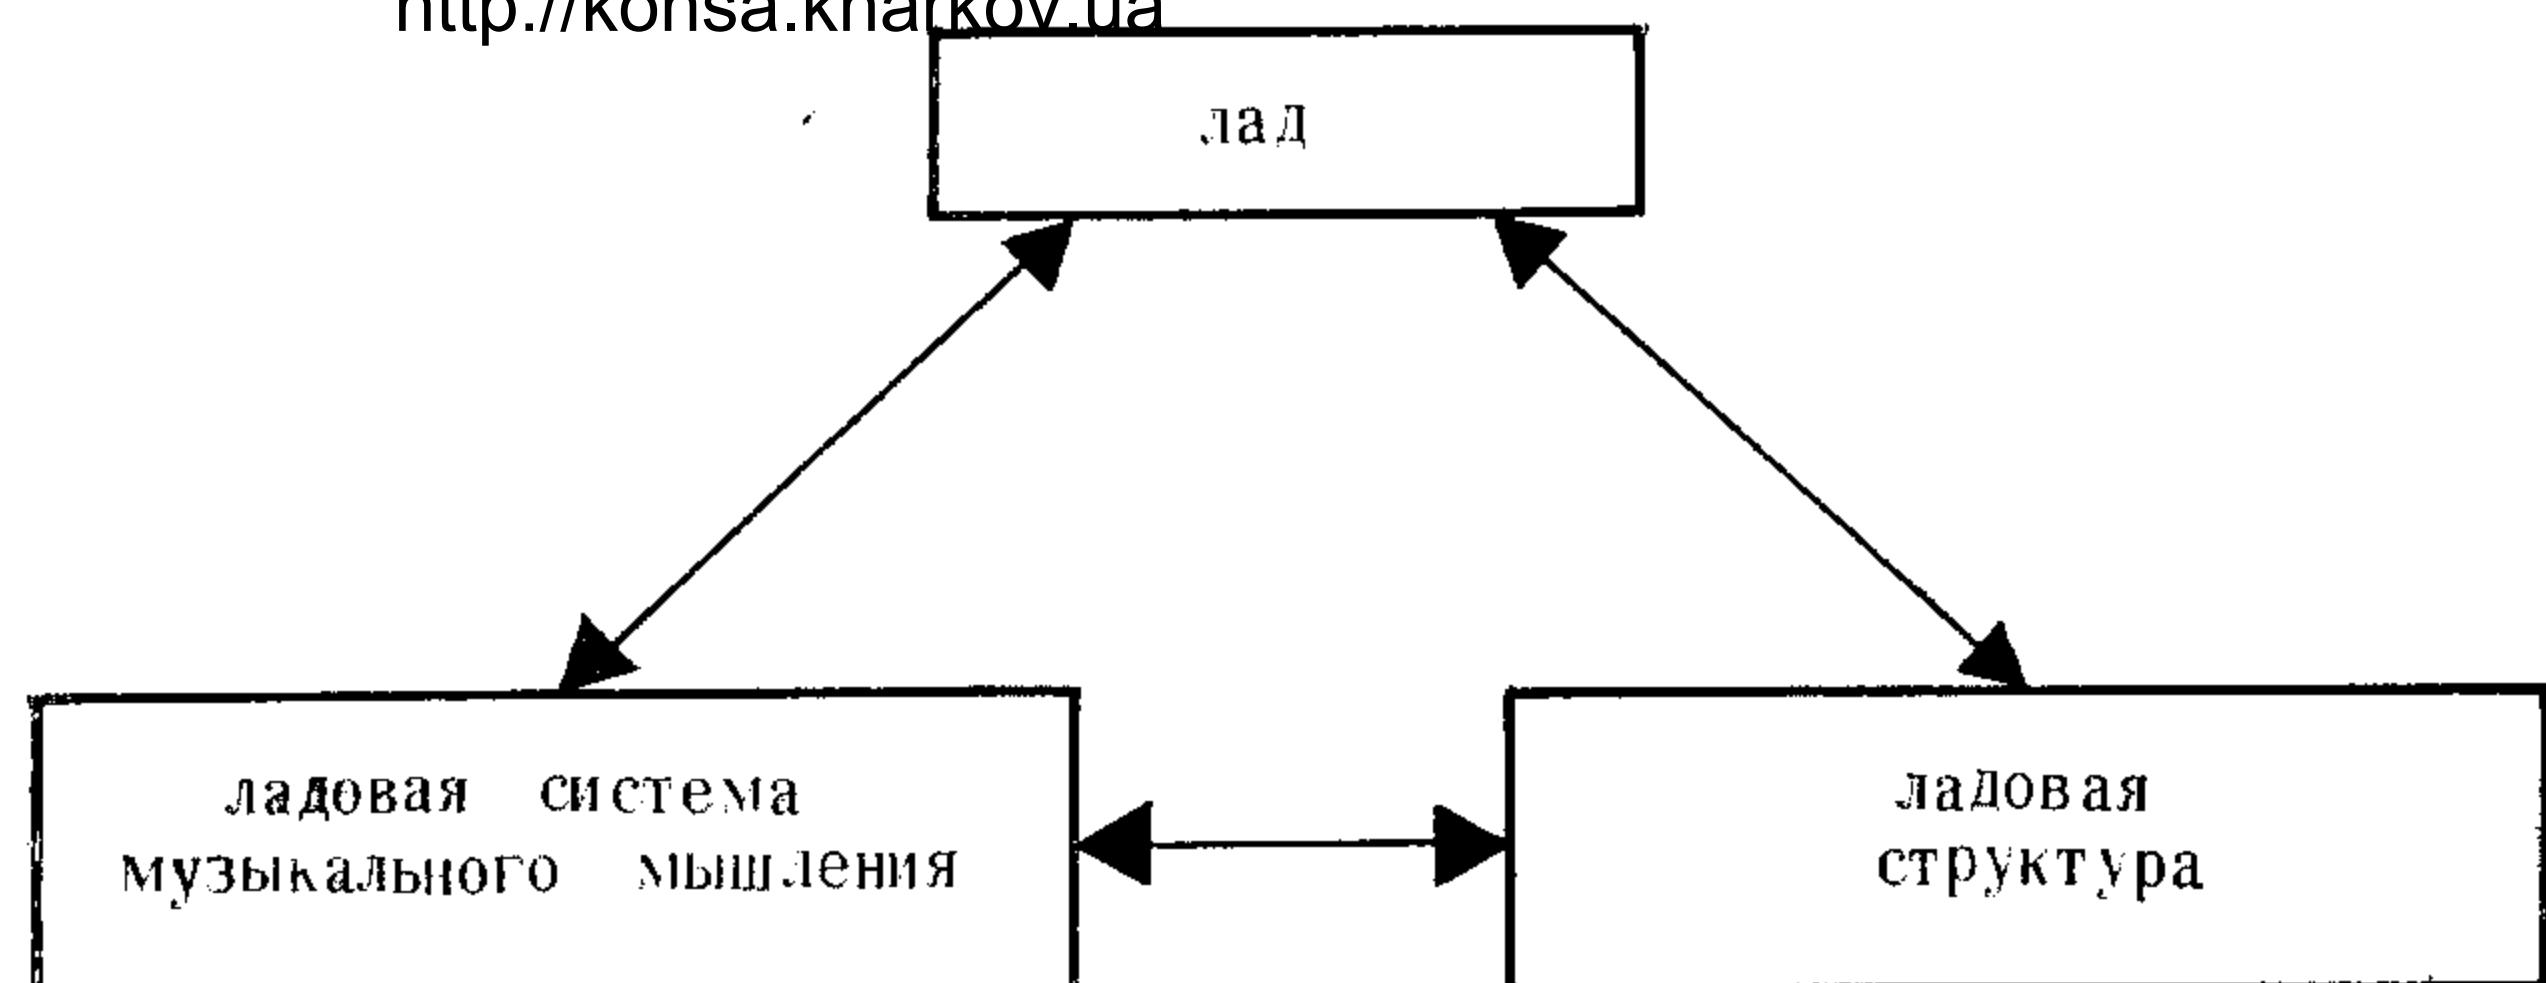 http://konsa.kharkov.ua
лад
ладовая система
музыкального мышления
ладовая
структура